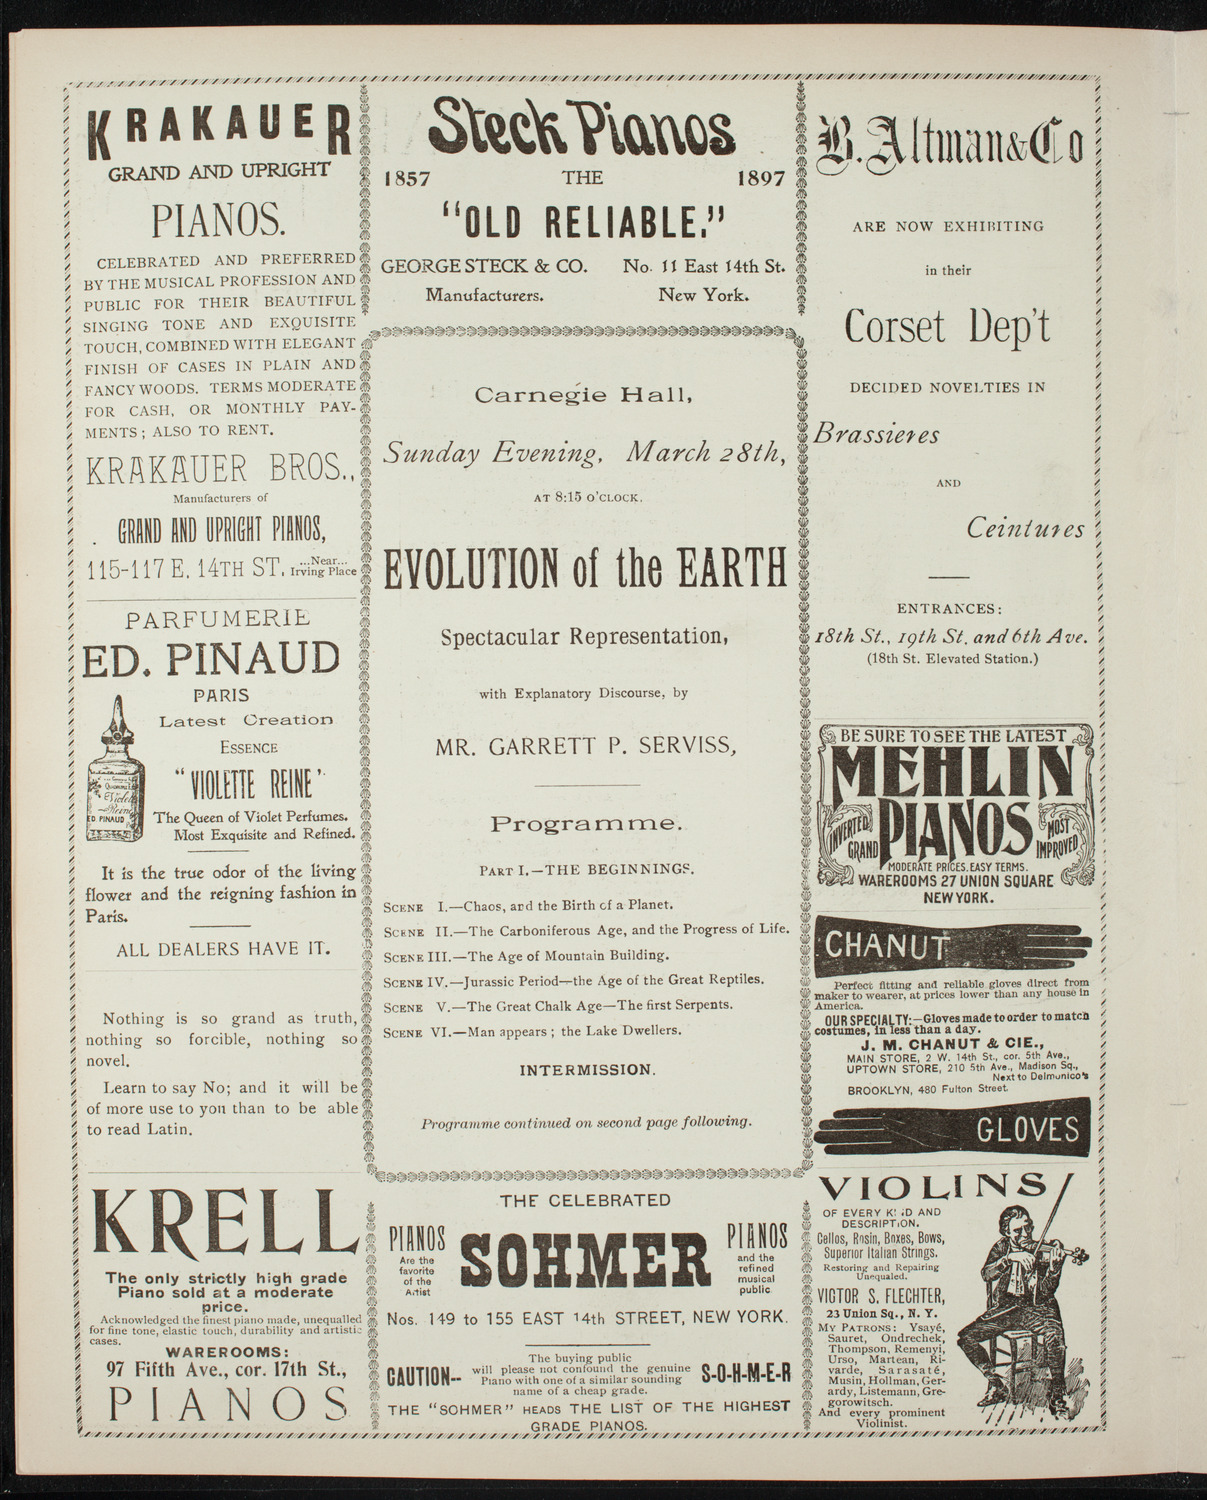 KRAKAUER
GRAND AND UPRIGHT
PIANOS.
CELEBRATED AND PREFERRED
BY THE MUSICAL PROFESSION AND
PUBLIC FOR THEIR BEAUTIFUL
SINGING TONE AND EXQUISITE
TOUCH, COMBINED WITH ELEGANT
FINISH OF CASES IN PLAIN AND
FANCY WOODS. TERMS MODERATE
FOR CASH, OR MONTHLY PAY-
MENTS; ALSO TO RENT.
KRAKAUER BROS.,
Manufacturers of
GRAND AND UPRIGHT PIANOS,
115-117 E. 14TH ST, ...Near... Irving Place
PARFUMERIE
ED. PINAUD
PARIS
Latest Creation
ESSENCE
"VIOLETTE REINE'
The Queen of Violet Perfumes.
Most Exquisite and Refined.
ED PINAUD
It is the true odor of the living
flower and the reigning fashion in
Paris.
ALL DEALERS HAVE IT.
Nothing is so grand as truth,
nothing so forcible, nothing so
novel.
Learn to say No; and it will be
of more use to you than to be able
to read Latin.
KRELL
The only strictly high grade
Piano sold at a moderate
price.
Acknowledged the finest piano made, unequalled
for fine tone, elastic touch, durability and artistic
cases.
WAREROOMS:
97 Fifth Ave., cor. 17th St.,
PIANOS
Steck Pianos
1857 THE 1897
"OLD RELIABLE."
GEORGE STECK & CO. No. 11 East 14th St.
Manufacturers. New York.
Carnegie Hall,
Sunday Evening, March 28th,
AT 8:15 O'CLOCK.
EVOLUTION of the EARTH
Spectacular Representation,
with Explanatory Discourse, by
MR. GARRETT P. SERVISS,
Programme.
PART I.—THE BEGINNINGS.
SCENE I.—Chaos, and the Birth of a Planet.
SCENE II.—The Carboniferous Age, and the Progress of Life.
SCENE III.—The Age of Mountain Building.
SCENE IV.—Jurassic Period—the Age of the Great Reptiles.
SCENE V.—The Great Chalk Age—The first Serpents.
SCENE VI.—Man appears; the Lake Dwellers.
INTERMISSION.
Programme continued on second page following.
THE CELEBRATED
PIANOS
Are the
favorite
of the
Artist
SOHMER
PIANOS
and the
refined
musical
public
Nos. 149 to 155 EAST 14th STREET, NEW YORK.
CAUTION--
The buying public
will please not confound the genuine
Piano with one of a similar sounding
name of a cheap grade.
S-O-H-M-E-R
THE "SOHMER" HEADS THE LIST OF THE HIGHEST
GRADE PIANOS.
B. Altman & Co
ARE NOW EXHIBITING
in their
Corset Dep't
DECIDED NOVELTIES IN
Brassieres
AND
Ceintures
ENTRANCES:
18th St., 19th St. and 6th Ave.
(18th St. Elevated Station.)
BE SURE TO SEE THE LATEST
MEHLIN
INVERTED GRAND
PIANOS
MOST IMPROVED
MODERATE PRICES. EASY TERMS.
WAREROOMS 27 UNION SQUARE
NEW YORK.
CHANUT
Perfect fitting and reliable gloves direct from
maker to wearer, at prices lower than any house in
America.
OUR SPECIALTY:—Gloves made to order to match
costumes, in less than a day.
J. M. CHANUT & CIE.,
MAIN STORE, 2 W. 14th St., cor. 5th Ave.,
UPTOWN STORE, 210 5th Ave., Madison Sq.,
Next to Delmonico's
BROOKLYN, 480 Fulton Street
GLOVES
VIOLINS
OF EVERY KIND AND
DESCRIPTION.
Cellos, Rosin, Boxes, Bows,
Superior Italian Strings.
Restoring and Repairing
Unequaled.
VICTOR S. FLECHTER,
23 Union Sq., N. Y.
MY PATRONS: Ysayé,
Sauret, Ondrechek,
Thompson, Remenyi,
Urso, Martean, Ri-
varde, Sarasaté,
Musin, Hollman, Ger-
ardy, Listemann, Gre-
gorowitsch.
And every prominent
Violinist.